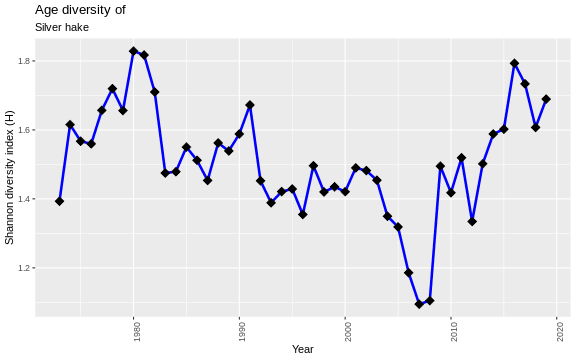 Age diversity of
Silver hake
Shannon diversity index (H)
1.8
1.6
1.4
1.2
1980
1990
2000
2010
2020
Year